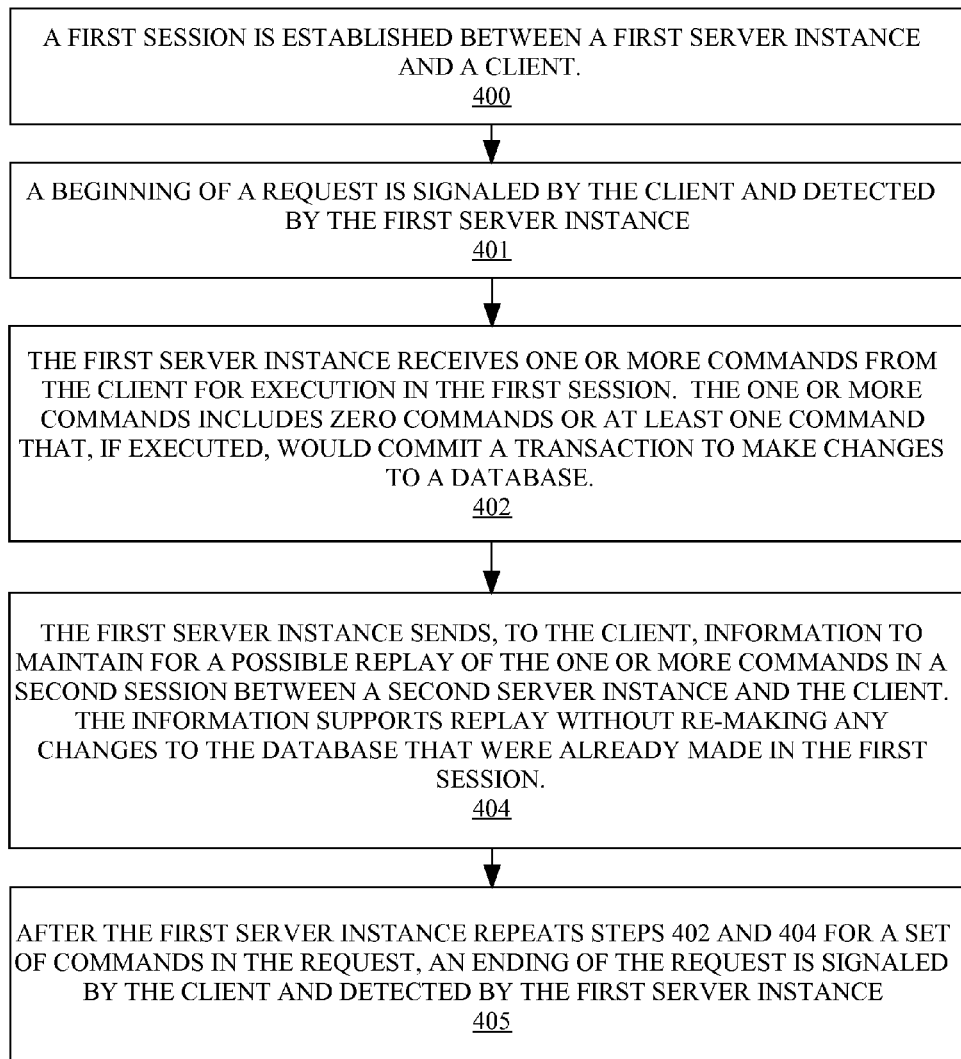 A FIRST SESSION IS ESTABLISHED BETWEEN A FIRST SERVER INSTANCE
AND A CLIENT.
400
A BEGINNING OF A REQUEST IS SIGNALED BY THE CLIENT AND DETECTED
BY THE FIRST SERVER INSTANCE
401
THE FIRST SERVER INSTANCE RECEIVES ONE OR MORE COMMANDS FROM
THE CLIENT FOR EXECUTION IN THE FIRST SESSION. THE ONE OR MORE
COMMANDS INCLUDES ZERO COMMANDS OR AT LEAST ONE COMMAND
THAT, IF EXECUTED, WOULD COMMIT A TRANSACTION TO MAKE CHANGES
TO A DATABASE.
402
THE FIRST SERVER INSTANCE SENDS, TO THE CLIENT, INFORMATION TO
MAINTAIN FOR A POSSIBLE REPLAY OF THE ONE OR MORE COMMANDS IN A
SECOND SESSION BETWEEN A SECOND SERVER INSTANCE AND THE CLIENT.
THE INFORMATION SUPPORTS REPLAY WITHOUT RE-MAKING ANY
CHANGES TO THE DATABASE THAT WERE ALREADY MADE IN THE FIRST
SESSION.
404
AFTER THE FIRST SERVER INSTANCE REPEATS STEPS 402 AND 404 FOR A SET
OF COMMANDS IN THE REQUEST, AN ENDING OF THE REQUEST IS SIGNALED
BY THE CLIENT AND DETECTED BY THE FIRST SERVER INSTANCE
405